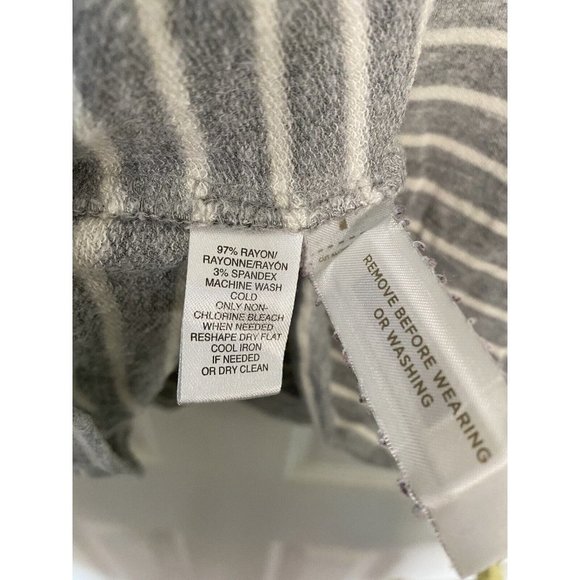 97% RAYON/
RAYONNE/RAYÓN
3% SPANDEX
MACHINE WASH
COLD
ONLY NON-
CHLORINE BLEACH
WHEN NEEDED
RESHAPE DRY FLAT
COOL IRON
IF NEEDED
OR DRY CLEAN
REMOVE BEFORE WEARING
OR WASHING